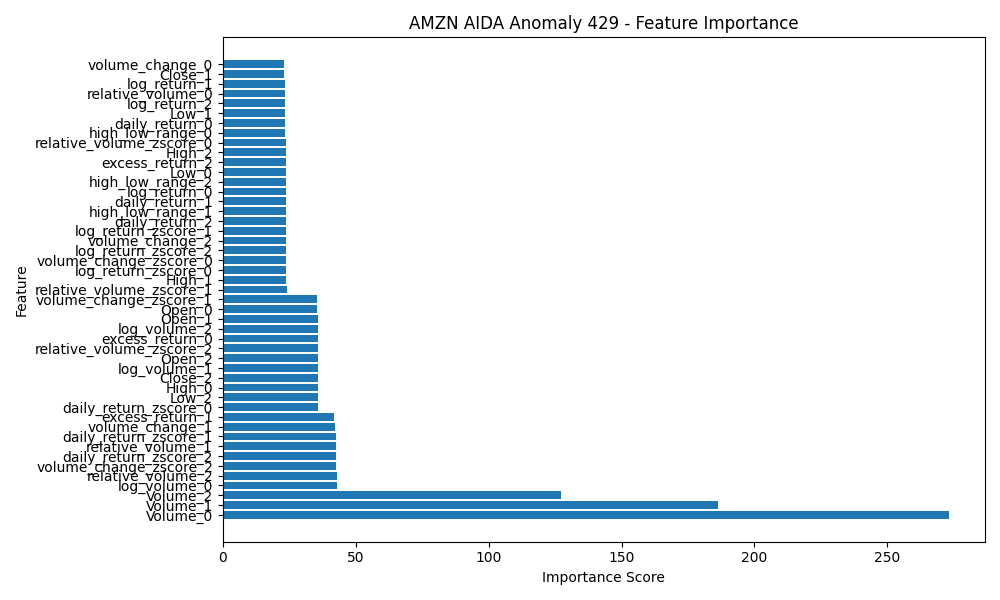 AMZN AIDA Anomaly 429 - Feature Importance
volume_change_0
Close_1
log_return_1
relative_volume_0
log_return_2
Low_1
daily_return_0
high_low_range_0
relative_volume_zscore_0
High_2
excess_return_2
Low_0
high_low_range_2
log_return_0
daily_return_1
high_low_range_1
daily_return_2
log_return_zscore_1
volume_change_2
log_return_zscore_2
volume_change_zscore_0
log_return_zscore_0
High_1
relative_volume_zscore_1
volume_change_zscore_1
Open_0
Open_1
log_volume_2
excess_return_0
relative_volume_zscore_2
Open_2
log_volume_1
Close_2
High_0
Low_2
daily_return_zscore_0
excess_return_1
volume_change_1
daily_return_zscore_1
relative_volume_1
daily_return_zscore_2
volume_change_zscore_2
relative_volume_2
log_volume_0
Volume_2
Volume_1
Volume_0
Feature
0 50 100 150 200 250
Importance Score